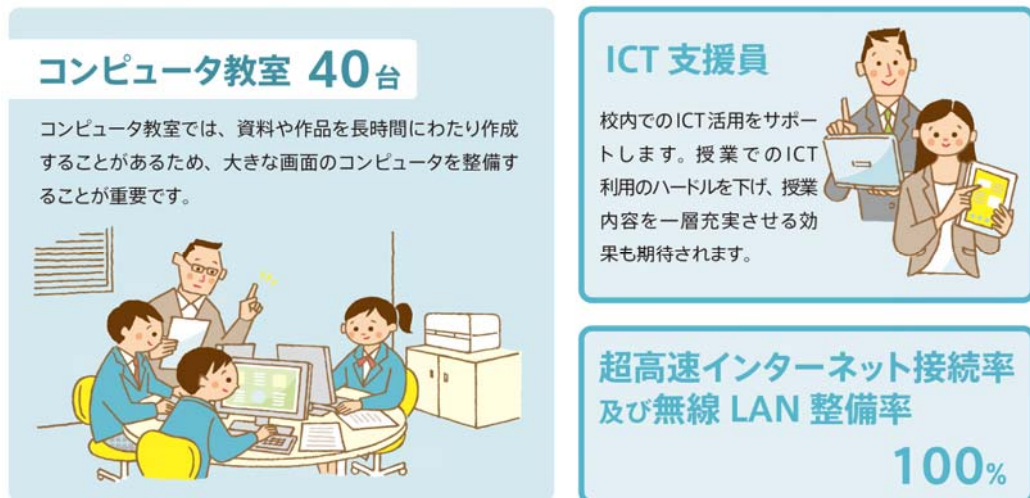 コンピュータ教室 40台
コンピュータ教室では、資料や作品を長時間にわたり作成
することがあるため、大きな画面のコンピュータを整備す
ることが重要です。
ICT 支援員
校内でのICT活用をサポー
トします。授業でのICT
利用のハードルを下げ、授業
内容を一層充実させる効
果も期待されます。
超高速インターネット接続率
及び無線 LAN 整備率
100%